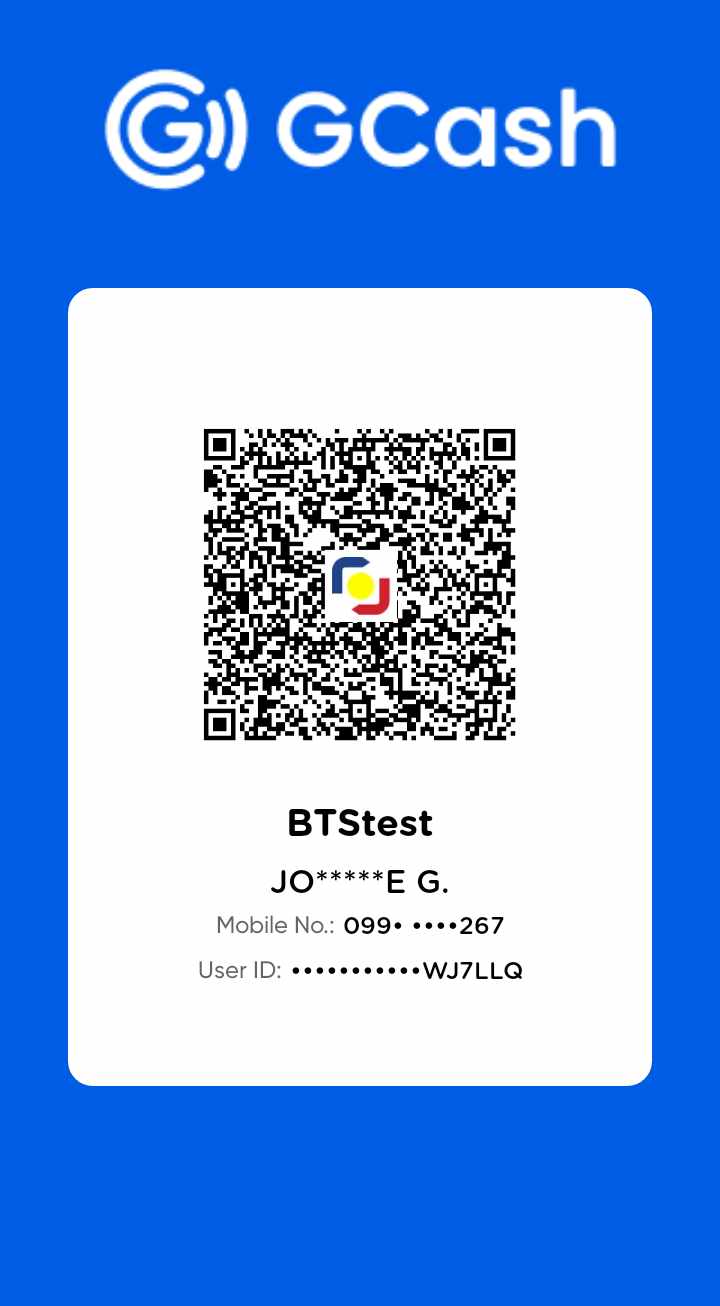 GCash
BTStest
JO*****E G.
Mobile No.: 099• ••••267
User ID: •••••••••••WJ7LLQ